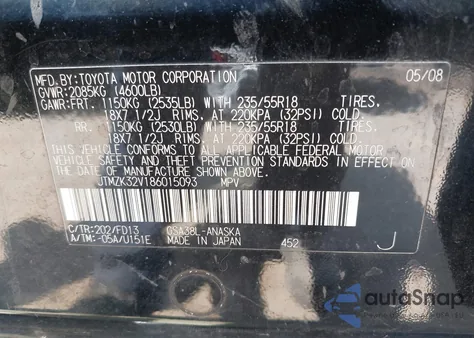 MFD.BY:TOYOTA MOTOR CORPORATION 05/08
GVWR: 2085KG (4600LB)
GAWR:FRT. 1150KG (2535LB) WITH 235/55R18 TIRES,
18X7 1/2J RIMS, AT 220KPA (32PSI) COLD.
RR. 1150KG (2535LB) WITH 235/55R18 TIRES,
18X7 1/2J RIMS, AT 220KPA (32PSI) COLD.
THIS VEHICLE CONFORMS TO ALL APPLICABLE FEDERAL MOTOR
VEHICLE SAFETY AND THEFT PREVENTION STANDARDS IN EFFECT ON
THE DATE OF MANUFACTURE SHOWN ABOVE.
JTMZK32V186015093 MPV
C/TR:202/FD13 GSA38L-ANASKA
A/TM:-05A/U151E MADE IN JAPAN 452 J
autaSnap